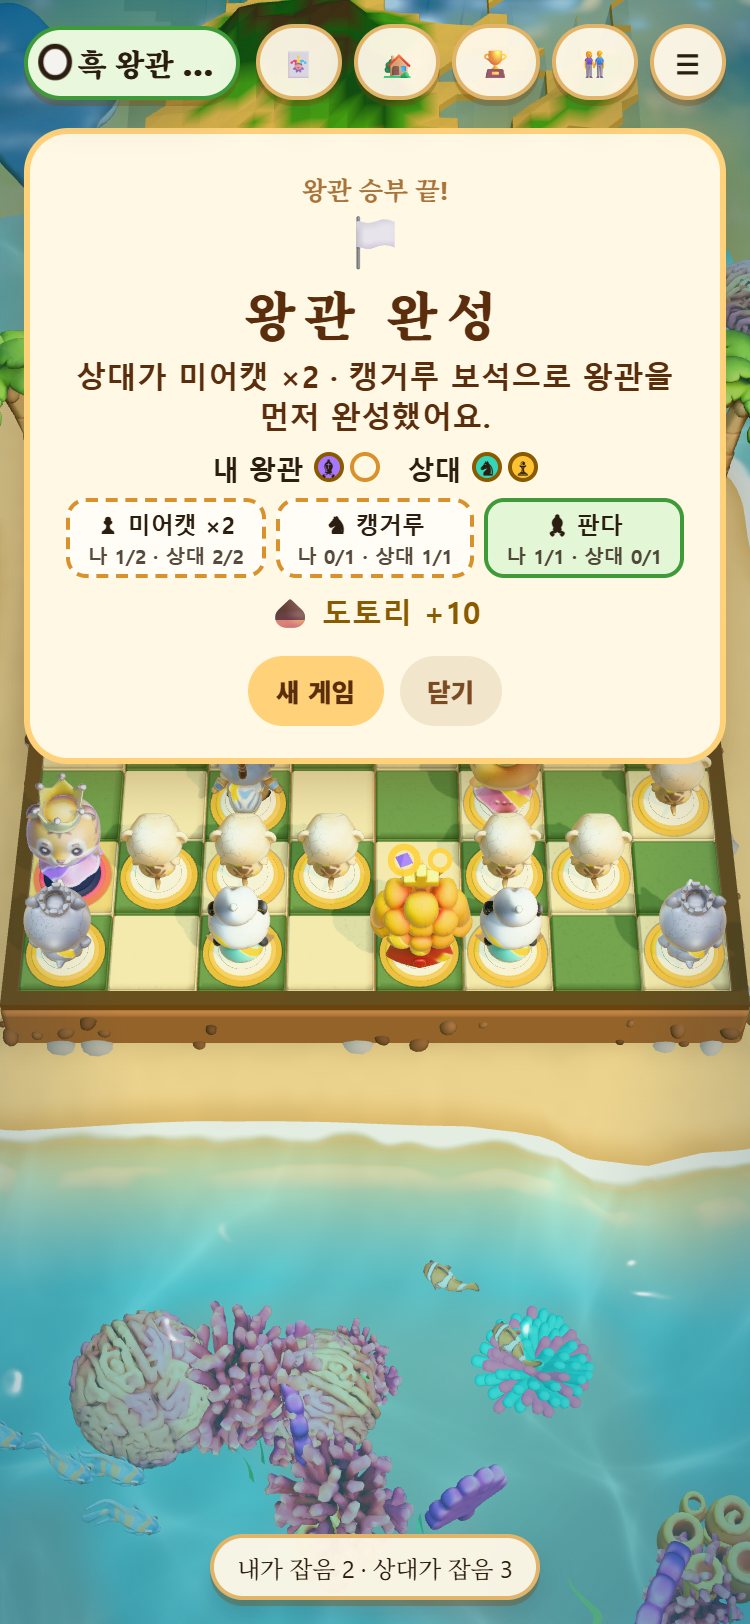 흑 왕관 ...
왕관 승부 끝!
왕관 완성
상대가 미어캣 ×2 · 캥거루 보석으로 왕관을
먼저 완성했어요.
내 왕관 상대
미어캣 ×2
나 1/2 · 상대 2/2
캥거루
나 0/1 · 상대 1/1
판다
나 1/1 · 상대 0/1
도토리 +10
새 게임
닫기
내가 잡음 2 · 상대가 잡음 3